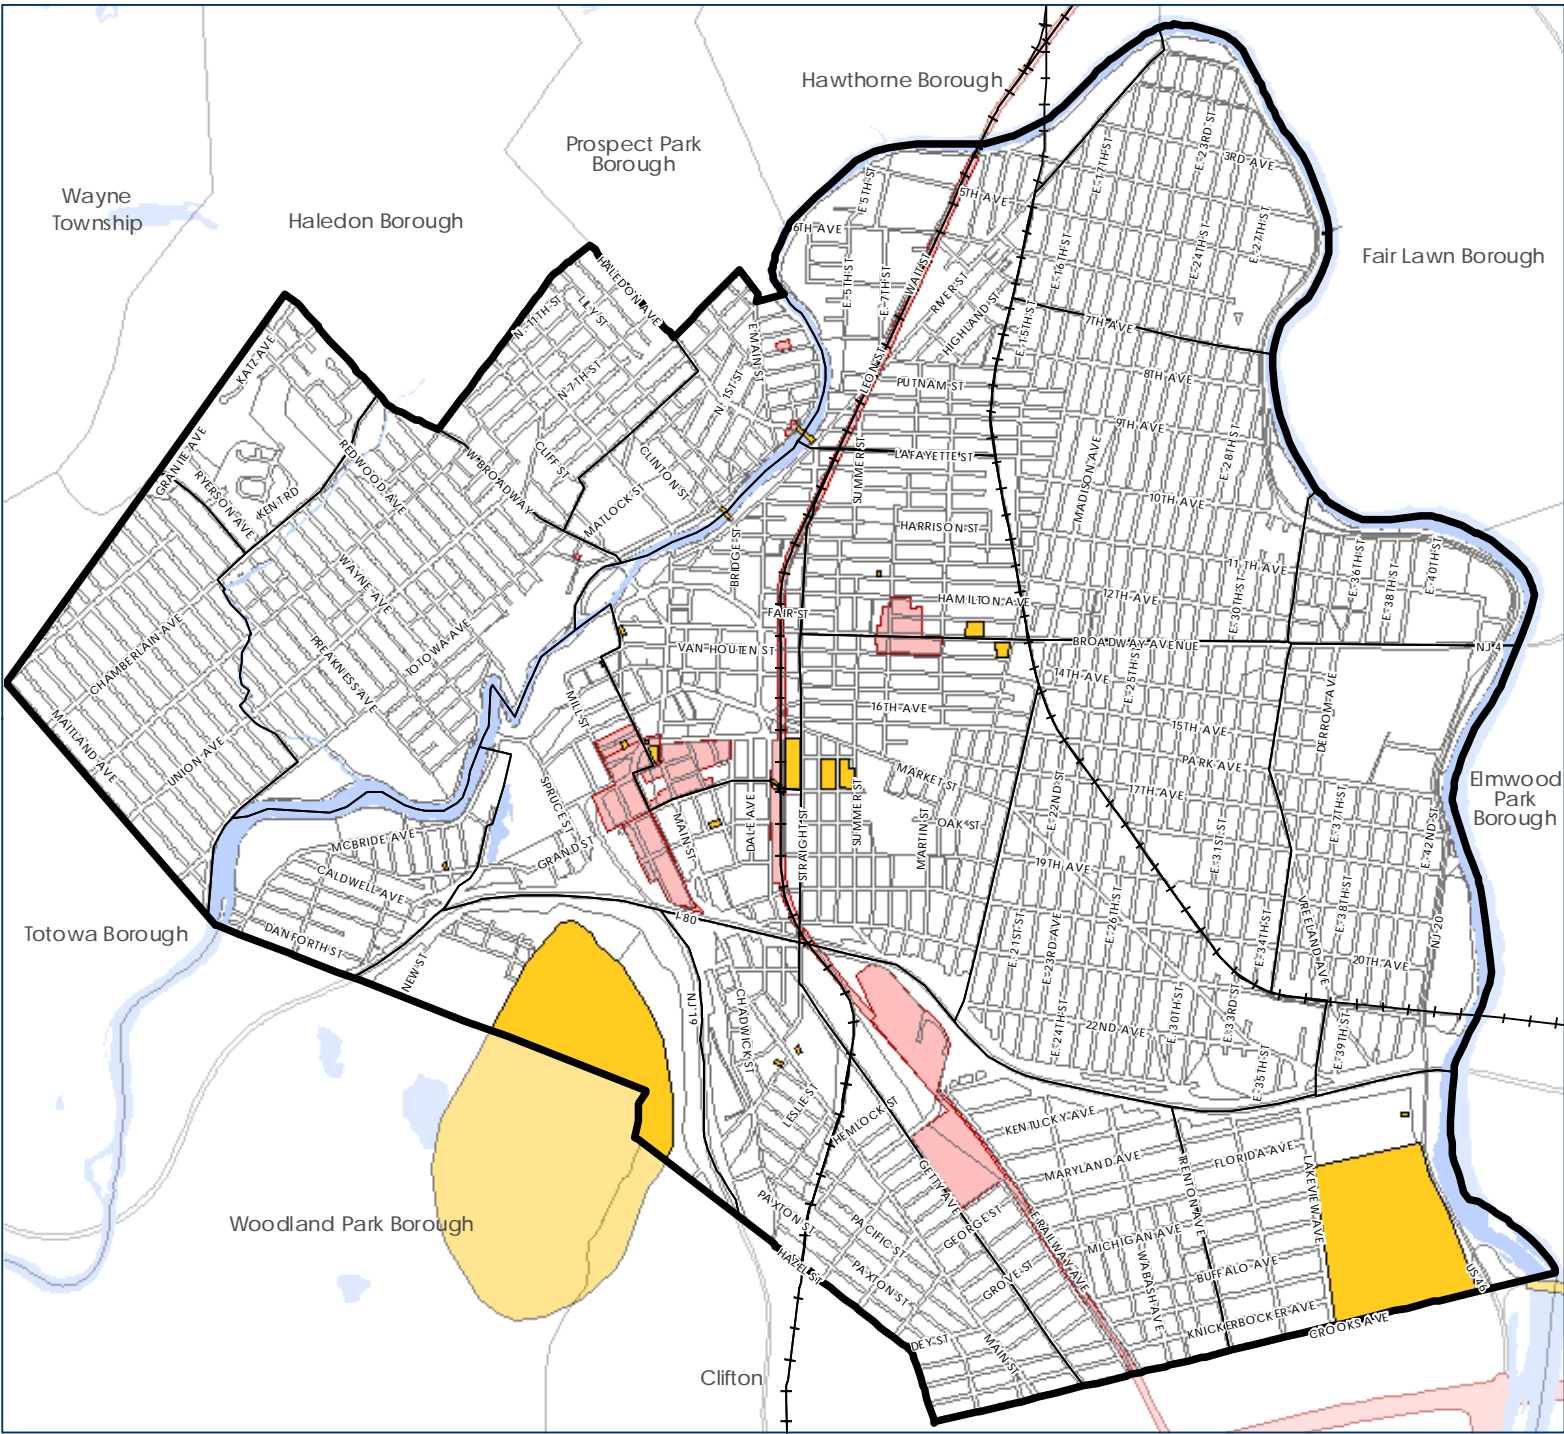 Hawthorne Borough
Prospect Park
Borough
Wayne
Township
Haledon Borough
Fair Lawn Borough
Elmwood
Park
Borough
Totowa Borough
Woodland Park Borough
Clifton
E. 23RD ST
3RD AVE
E. 17TH ST
E 5TH ST
5TH AVE
6TH AVE
E. 27TH ST
E. 24TH ST
E. 16TH ST
HALEDON AVE
WAIT ST
E. 5TH ST
E. 7TH ST
RIVER ST
N. 11TH ST
LILY ST
HIGHLAND ST
E. 15TH ST
7TH AVE
E MAIN ST
KATZ AVE
LEON ST
8TH AVE
N 7TH ST
PUTNAM ST
N. 1ST ST
9TH AVE
REDWOOD AVE
GRANITE AVE
W BROADWAY
CLIFF ST
CLINTON ST
SUMMER ST
LAFAYETTE ST
MADISON AVE
E. 28TH ST
RYERSON AVE
KENT RD
MATLOCK ST
10TH AVE
HARRISON ST
BRIDGE ST
11TH AVE
E. 36TH ST
E. 38TH ST
E. 40TH ST
WAYNE AVE
HAMILTON AVE
12TH AVE
E. 30TH ST
FAIR ST
CHAMBERLAIN AVE
PREAKNESS AVE
TOTOWA AVE
VAN HOUTEN ST
BROADWAY AVENUE
NJ 4
14TH AVE
E. 25TH ST
MILL ST
16TH AVE
DERROM AVE
15TH AVE
MAITLAND AVE
UNION AVE
PARK AVE
MARKET ST
17TH AVE
SPRUCE ST
E. 22ND ST
DALE AVE
STRAIGHT ST
SUMMER ST
MARTIN ST
OAK ST
MAIN ST
E. 37TH ST
E. 42ND ST
MCBRIDE AVE
GRAND ST
E. 31ST ST
19TH AVE
CALDWELL AVE
E. 26TH ST
E. 38TH ST
I-80
VREELAND AVE
E. 34TH ST
NJ 20
DANFORTH ST
E. 21ST ST
E. 23RD AVE
20TH AVE
NEW ST
NJ 19
CHADWICK ST
E. 24TH ST
22ND AVE
E. 30TH ST
E. 33RD ST
E. 39TH ST
E. 35TH ST
LESLIE ST
HEMLOCK ST
KENTUCKY AVE
MARYLAND AVE
TRENTON AVE
FLORIDA AVE
LAKEVIEW AVE
GETTY AVE
PAXTON ST
PACIFIC ST
GEORGE ST
E RAILWAY AVE
MICHIGAN AVE
HAZEL ST
PAXTON ST
GROVE ST
WABASH AVE
BUFFALO AVE
US 46
KNICKERBOCKER AVE
CROOKS AVE
DEY ST
MAIN ST